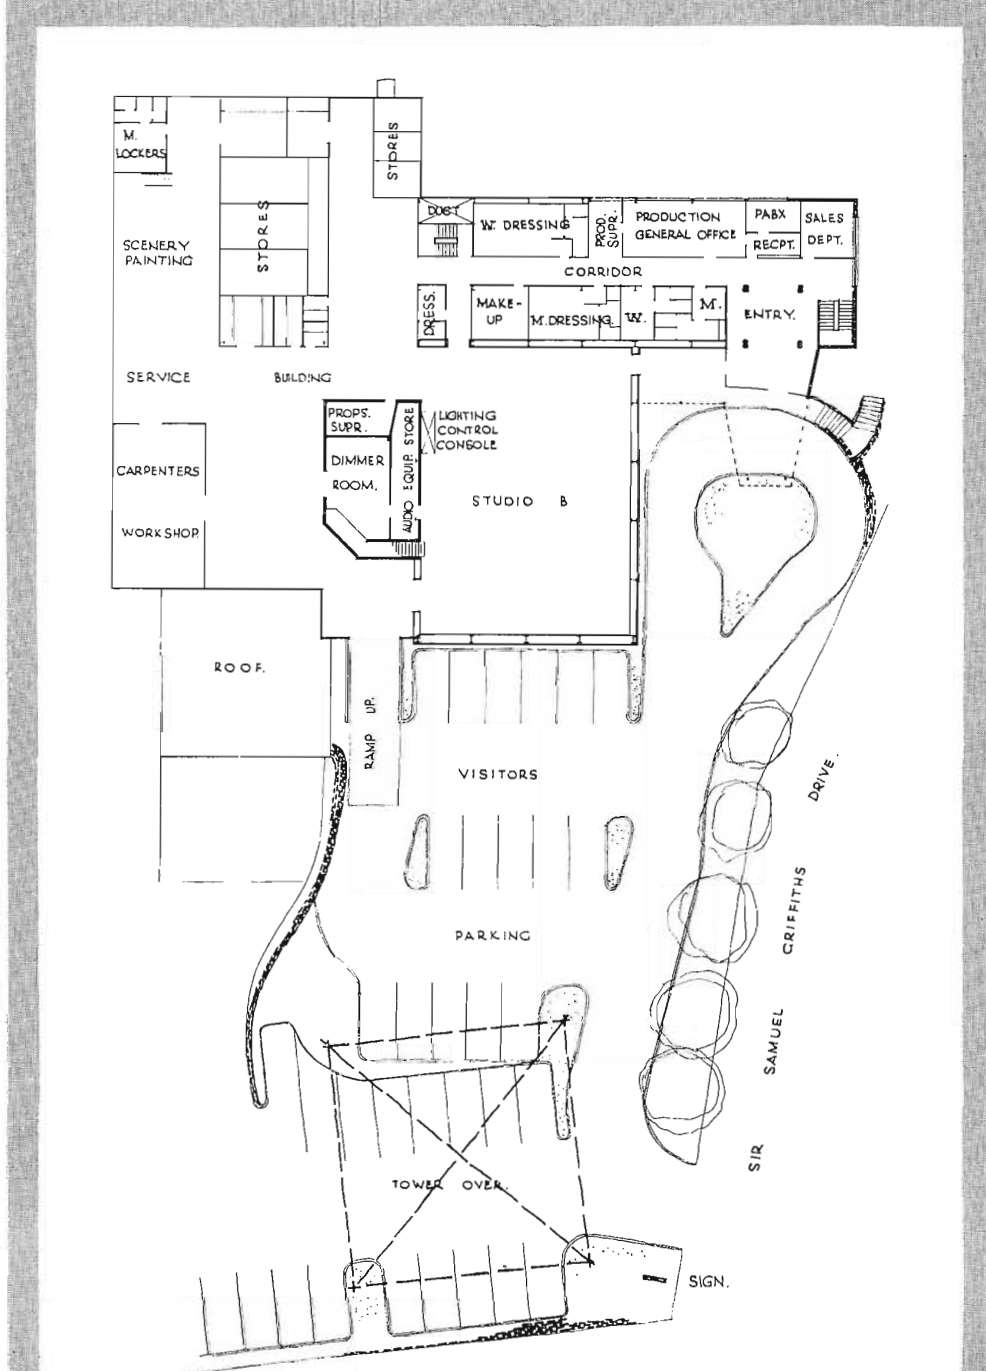 M.
LOCKERS
STORES
STORES
SCENERY
PAINTING
DUCT
W. DRESSING
PROD.
SUPR.
PRODUCTION
GENERAL OFFICE
PABX
RECPT.
SALES
DEPT.
CORRIDOR
DRESS.
MAKE-
UP
M.DRESSING.
W.
M.
ENTRY.
SERVICE BUILDING
PROPS.
SUPR.
DIMMER
ROOM.
AUDIO EQUIP. STORE
LIGHTING
CONTROL
CONSOLE
CARPENTERS
WORKSHOP.
STUDIO B
ROOF.
RAMP UP.
VISITORS
PARKING
SIR SAMUEL GRIFFITHS DRIVE.
TOWER OVER.
SIGN.